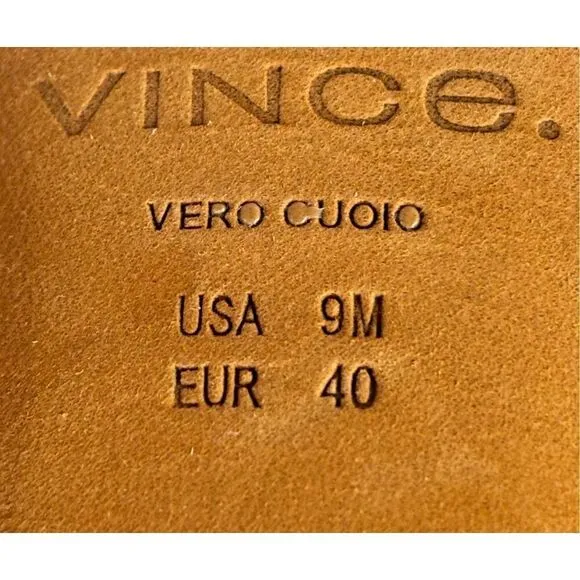 VINCe.
VERO CUOIO
USA 9M
EUR 40